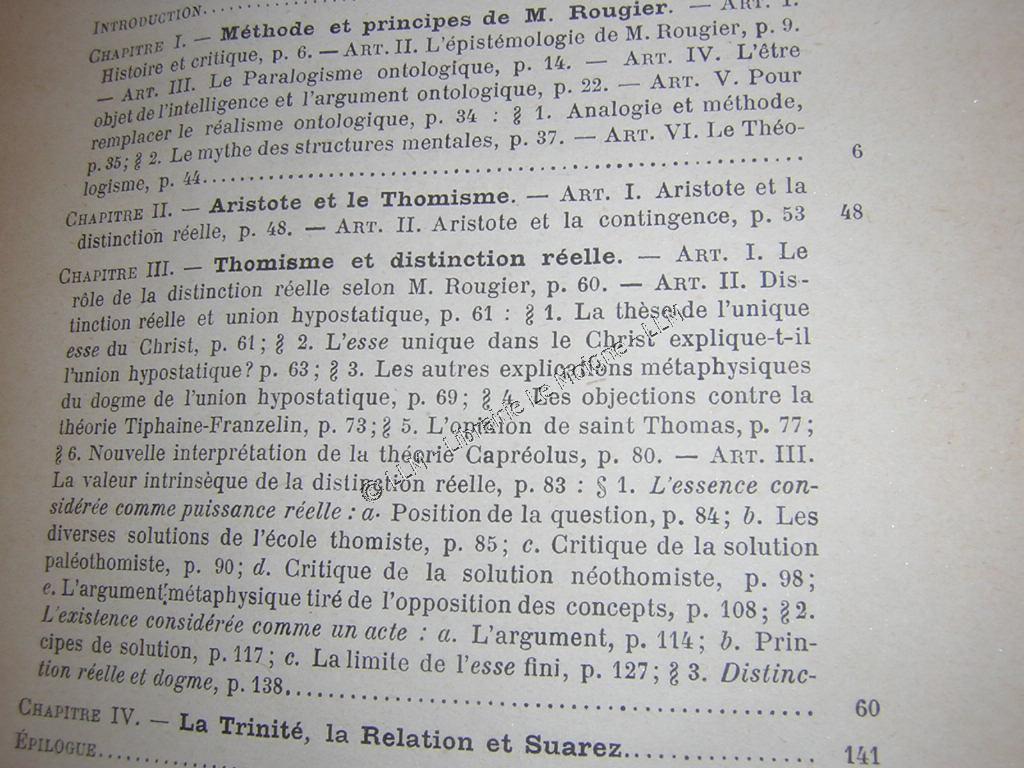 INTRODUCTION
CHAPITRE I. — Méthode et principes de M. Rougier. — ART. I.
Histoire et critique, p. 6. — ART. II. L'épistémologie de M. Rougier, p. 9.
— ART. III. Le Paralogisme ontologique, p. 14. — ART. IV. L'être
objet de l'intelligence et l'argument ontologique, p. 22. — ART. V. Pour
remplacer le réalisme ontologique, p. 34 : § 1. Analogie et méthode,
p. 35; § 2. Le mythe des structures mentales, p. 37. — ART. VI. Le Théo-
logisme, p. 44 6
CHAPITRE II. — Aristote et le Thomisme. — ART. I. Aristote et la
distinction réelle, p. 48. — ART. II. Aristote et la contingence, p. 53 48
CHAPITRE III. — Thomisme et distinction réelle. — ART. I. Le
rôle de la distinction réelle selon M. Rougier, p. 60. — ART. II. Dis-
tinction réelle et union hypostatique, p. 61 : § 1. La thèse de l'unique
esse du Christ, p. 61; § 2. L'esse unique dans le Christ explique-t-il
l'union hypostatique? p. 63; § 3. Les autres explications métaphysiques
du dogme de l'union hypostatique, p. 69; § 4. Les objections contre la
théorie Tiphaine-Franzelin, p. 73; § 5. L'opinion de saint Thomas, p. 77;
§ 6. Nouvelle interprétation de la théorie Capréolus, p. 80. — ART. III.
La valeur intrinsèque de la distinction réelle, p. 83 : § 1. L'essence con-
sidérée comme puissance réelle : a. Position de la question, p. 84; b. Les
diverses solutions de l'école thomiste, p. 85; c. Critique de la solution
paléothomiste, p. 90; d. Critique de la solution néothomiste, p. 98;
e. L'argument métaphysique tiré de l'opposition des concepts, p. 108; § 2.
L'existence considérée comme un acte : a. L'argument, p. 114; b. Prin-
cipes de solution, p. 117; c. La limite de l'esse fini, p. 127; § 3. Distinc-
tion réelle et dogme, p. 138 60
CHAPITRE IV. — La Trinité, la Relation et Suarez 141
ÉPILOGUE
© LLM - Librairie Le Moigne - LLM